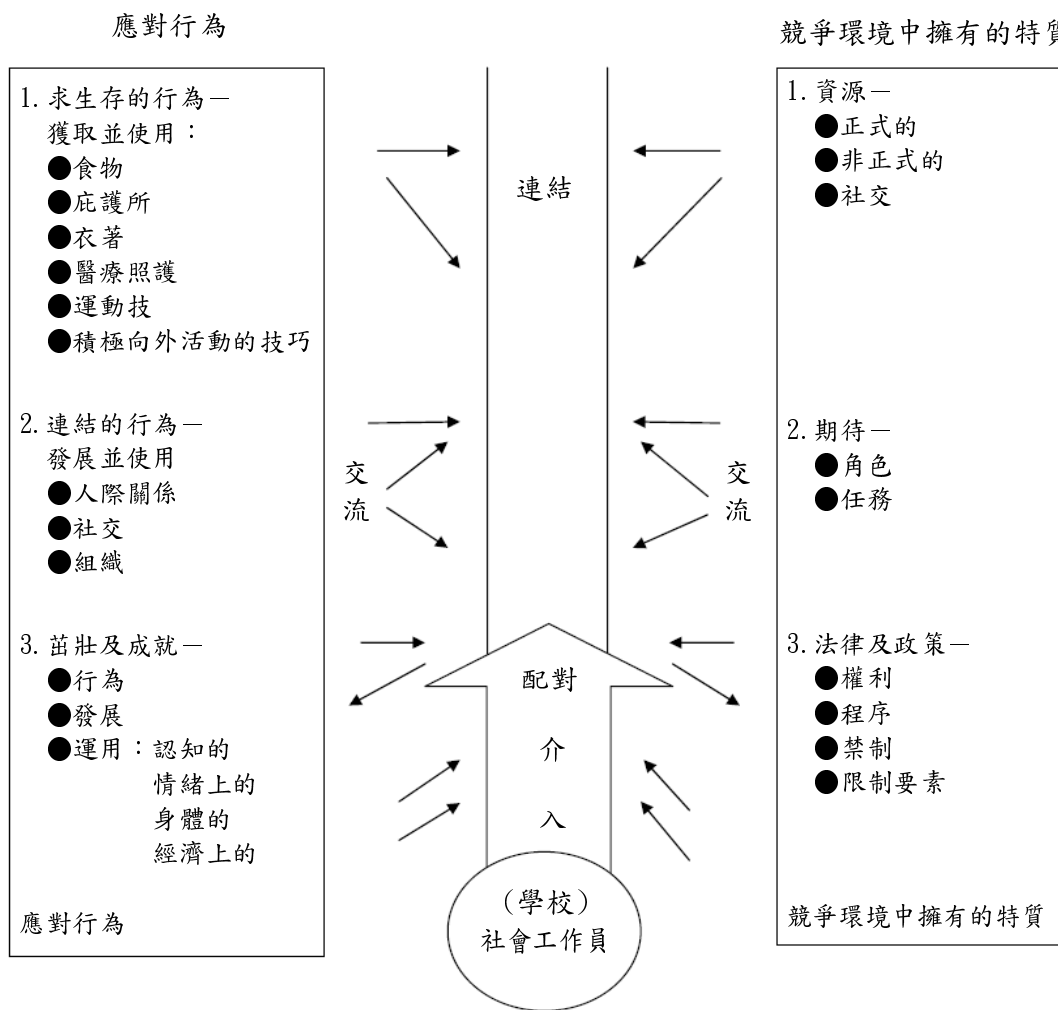 應對行為
競爭環境中擁有的特質
1. 求生存的行為－
獲取並使用：
●食物
●庇護所
●衣著
●醫療照護
●運動技
●積極向外活動的技巧
2. 連結的行為－
發展並使用
●人際關係
●社交
●組織
3. 茁壯及成就－
●行為
●發展
●運用：認知的
情緒上的
身體的
經濟上的
應對行為
連結
交流
交流
配對
介入
（學校）
社會工作員
1. 資源－
●正式的
●非正式的
●社交
2. 期待－
●角色
●任務
3. 法律及政策－
●權利
●程序
●禁制
●限制要素
競爭環境中擁有的特質